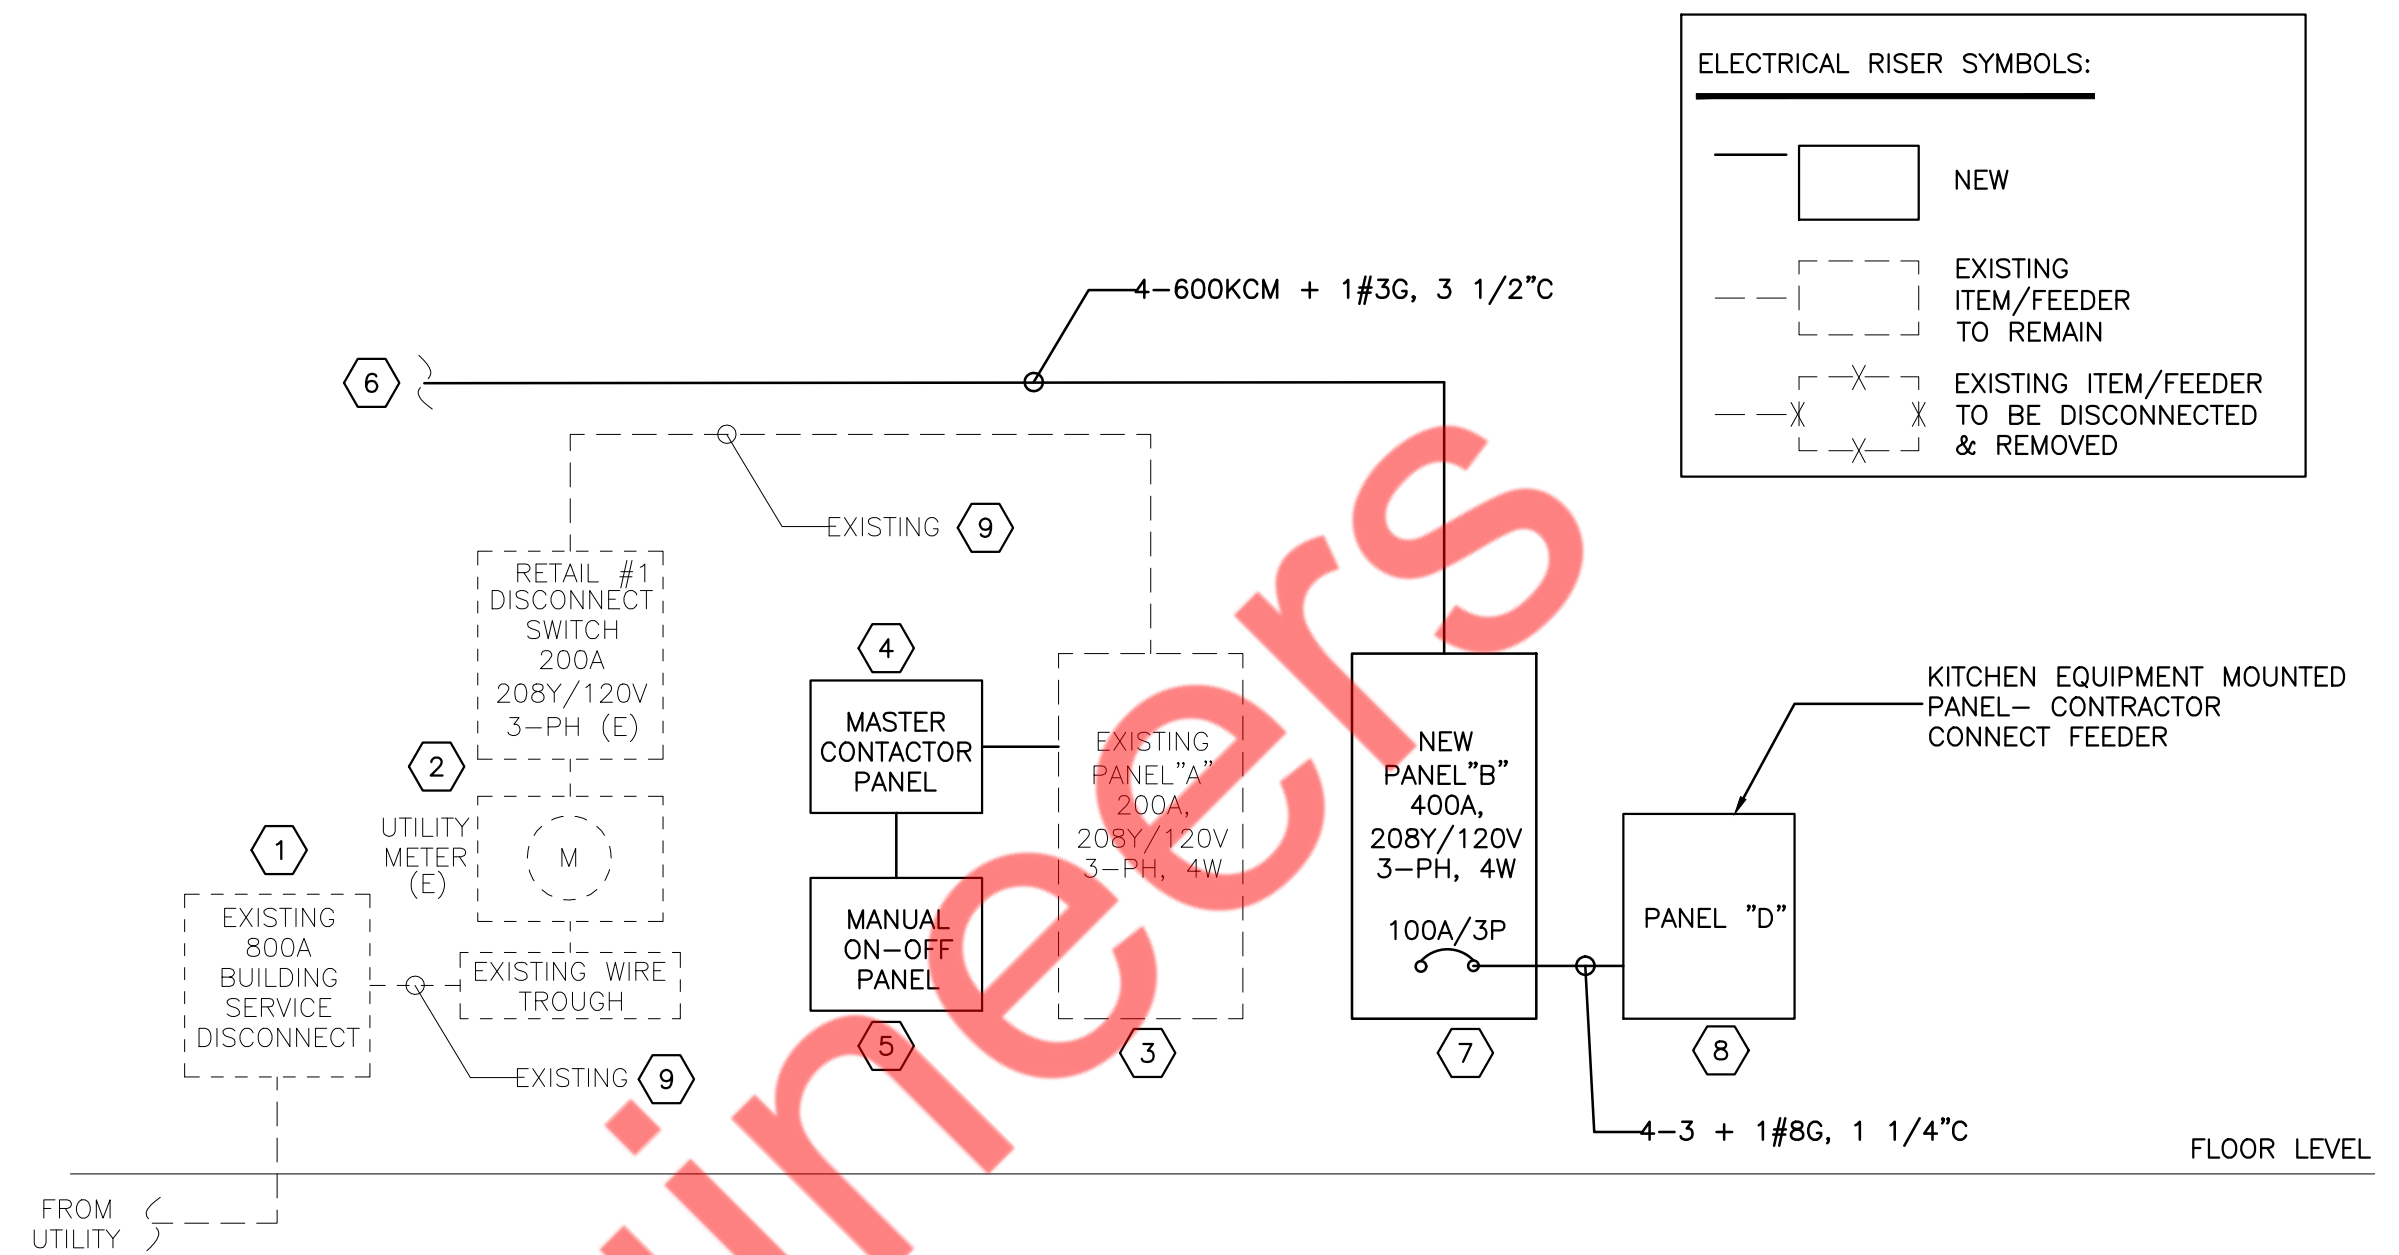 ELECTRICAL RISER SYMBOLS:
NEW
EXISTING
ITEM/FEEDER
TO REMAIN
EXISTING ITEM/FEEDER
TO BE DISCONNECTED
& REMOVED
4-600KCM + 1#3G, 3 1/2"C
6
EXISTING
9
RETAIL #1
DISCONNECT
SWITCH
200A
208Y/120V
3-PH (E)
2
UTILITY
METER
(E)
M
1
EXISTING
800A
BUILDING
SERVICE
DISCONNECT
EXISTING WIRE
TROUGH
EXISTING
9
4
MASTER
CONTACTOR
PANEL
MANUAL
ON-OFF
PANEL
5
EXISTING
PANEL"A"
200A,
208Y/120V
3-PH, 4W
3
NEW
PANEL"B"
400A,
208Y/120V
3-PH, 4W
100A/3P
7
KITCHEN EQUIPMENT MOUNTED
PANEL- CONTRACTOR
CONNECT FEEDER
PANEL "D"
8
4-3 + 1#8G, 1 1/4"C
FLOOR LEVEL
FROM
UTILITY
ineers